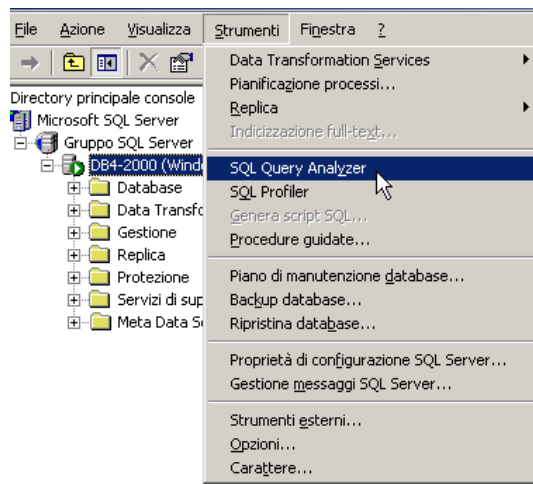 File Azione Visualizza Strumenti Finestra ?
Directory principale console
Microsoft SQL Server
Gruppo SQL Server
DB4-2000 (Windo
Database
Data Transfo
Gestione
Replica
Protezione
Servizi di sup
Meta Data Se
Data Transformation Services
Pianificazione processi...
Replica
Indicizzazione full-text...
SQL Query Analyzer
SQL Profiler
Genera script SQL...
Procedure guidate...
Piano di manutenzione database...
Backup database...
Ripristina database...
Proprietà di configurazione SQL Server...
Gestione messaggi SQL Server...
Strumenti esterni...
Opzioni...
Carattere...